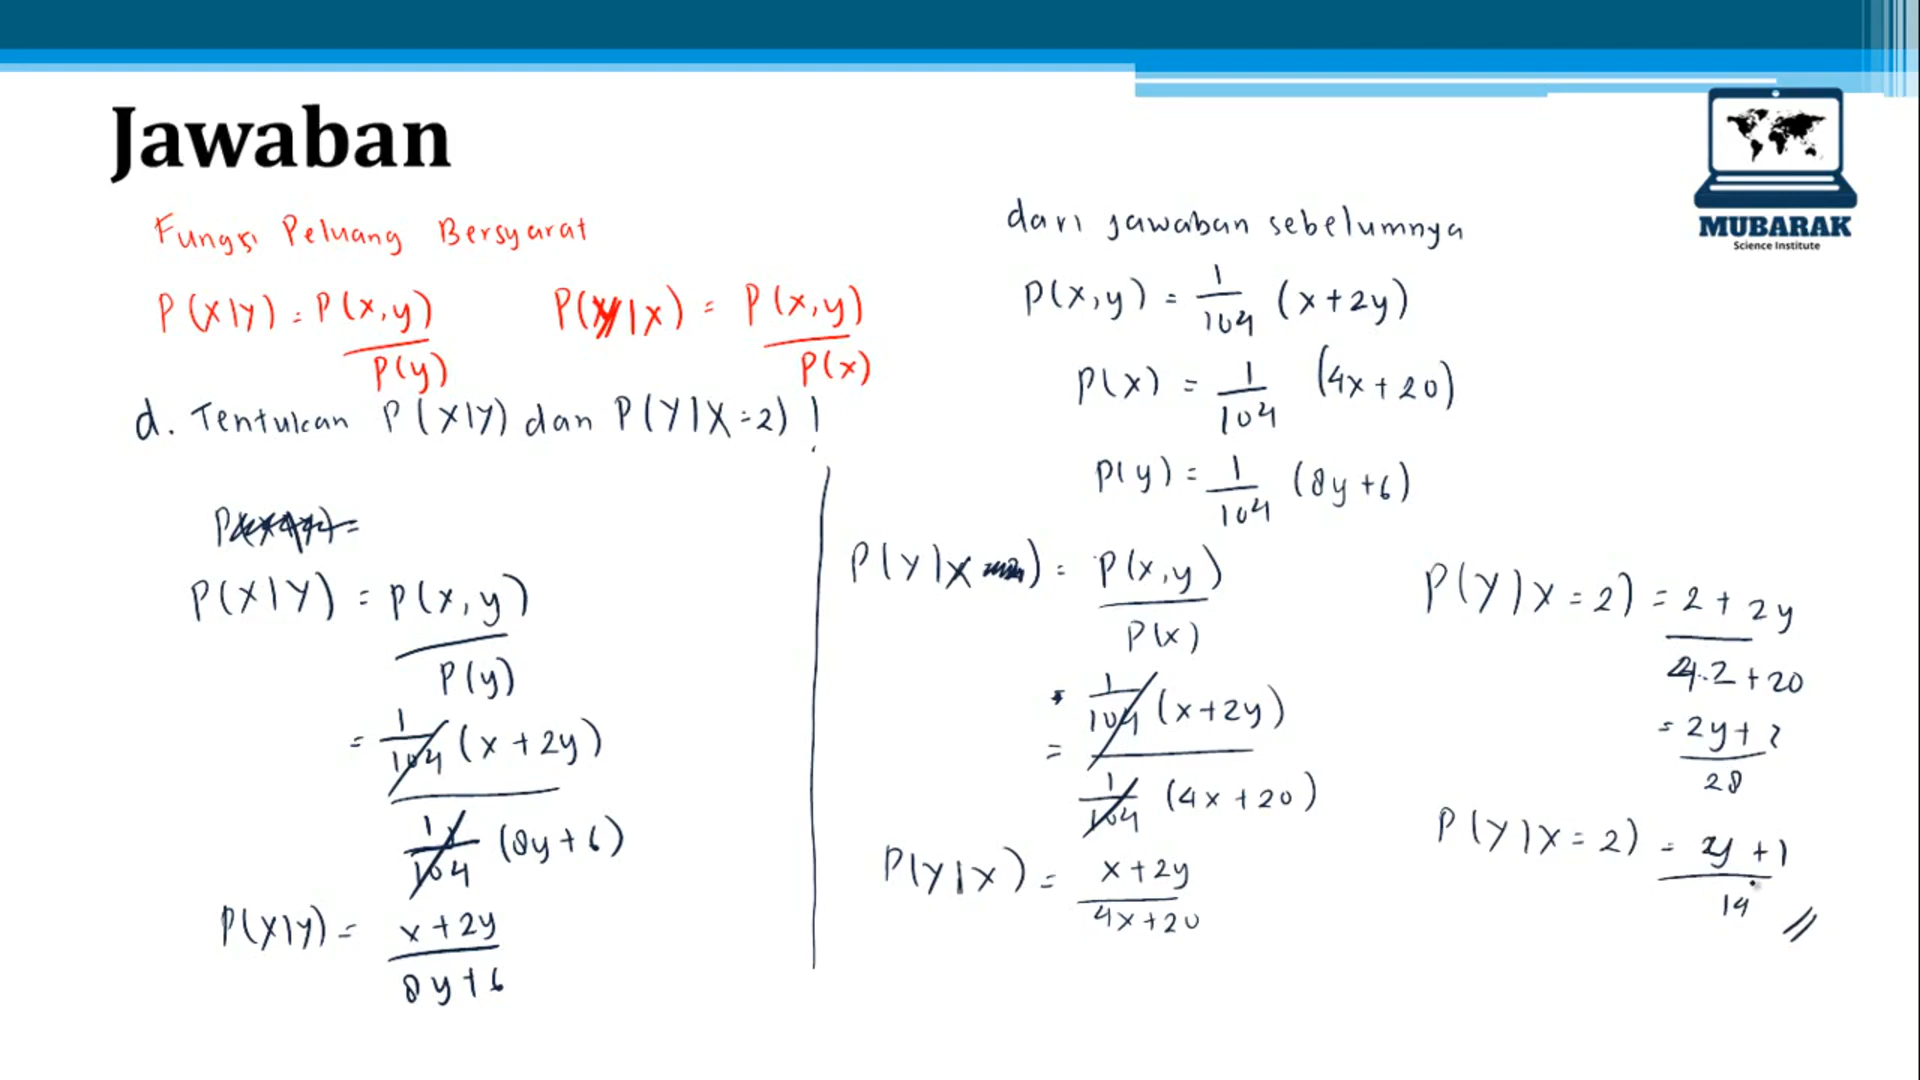 Jawaban
MUBARAK
Science Institute
Fungsi Peluang Bersyarat
P(X|Y) = P(x,y)
P(y)
P(Y|X) = P(x,y)
P(x)
d. Tentukan P(X|Y) dan P(Y|X=2) !
P(X|Y) = P(x,y)
P(y)
= 1/104 (x+2y)
1/104 (8y+6)
P(X|Y) = x+2y
8y+6
dari jawaban sebelumnya
P(x,y) = 1/104 (x+2y)
P(x) = 1/104 (4x+20)
P(y) = 1/104 (8y+6)
P(Y|X) = P(x,y)
P(x)
= 1/104 (x+2y)
1/104 (4x+20)
P(Y|X) = x+2y
4x+20
P(Y|X=2) = 2+2y
4.2+20
= 2y+2
28
P(Y|X=2) = y+1
14 //